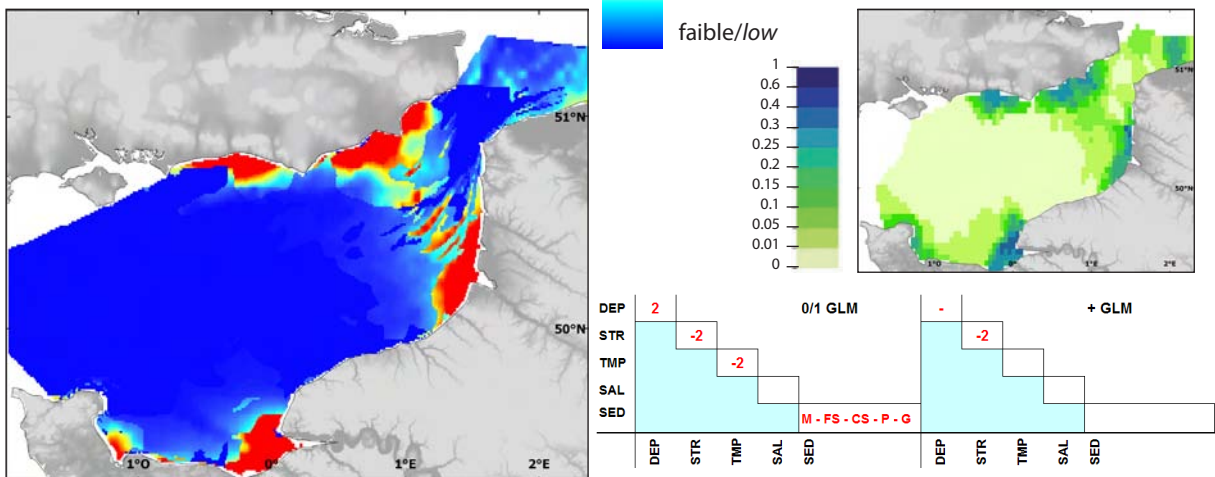 51°N
50°N
1°O 0° 1°E 2°E
faible/low
1
0.6
0.4
0.3
0.2
0.15
0.1
0.05
0.01
0
51°N
50°N
1°O 0° 1°E 2°E
DEP 2 0/1 GLM - + GLM
STR -2 -2
TMP -2
SAL
SED M - FS - CS - P - G
DEP STR TMP SAL SED DEP STR TMP SAL SED